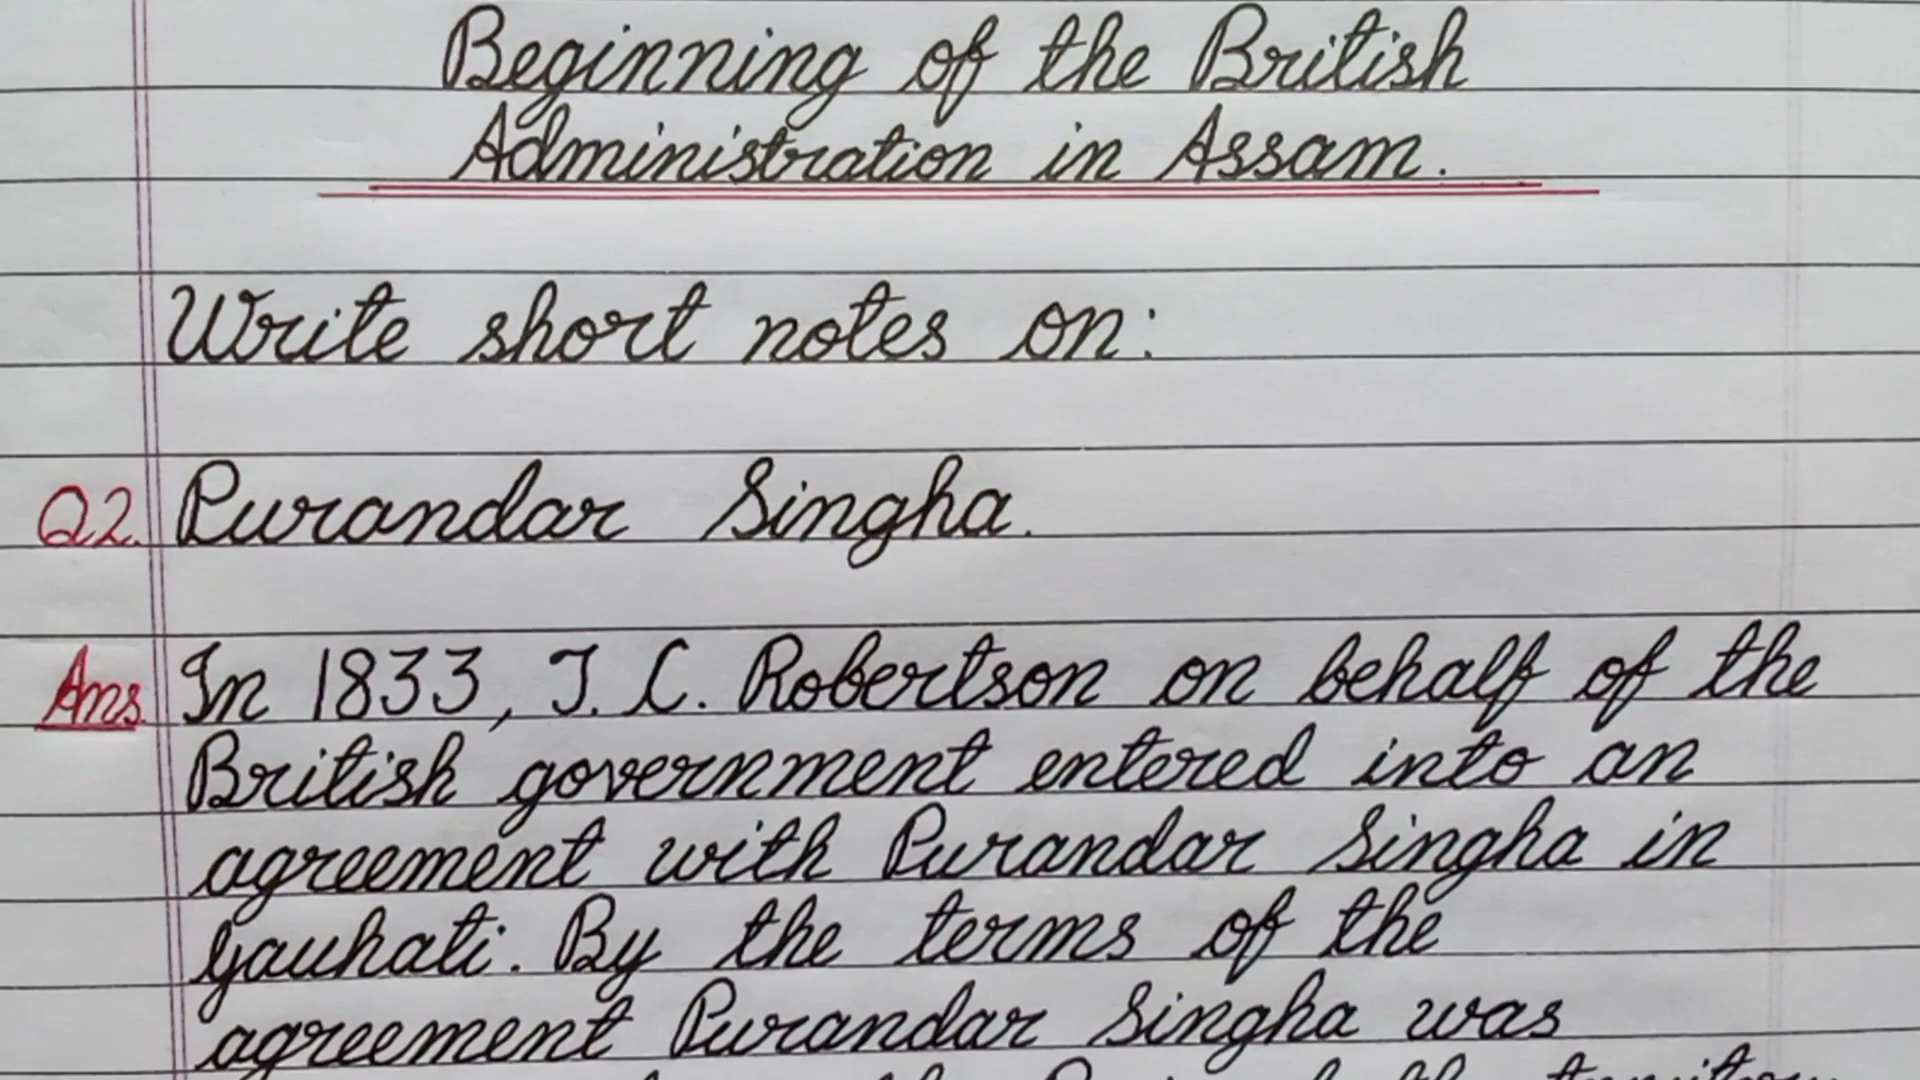 Beginning of the British
Administration in Assam.
Write short notes on:
Q2. Purandar Singha.
Ans. In 1833, T. C. Robertson on behalf of the
British government entered into an
agreement with Purandar Singha in
Gauhati. By the terms of the
agreement Purandar Singha was
the territory